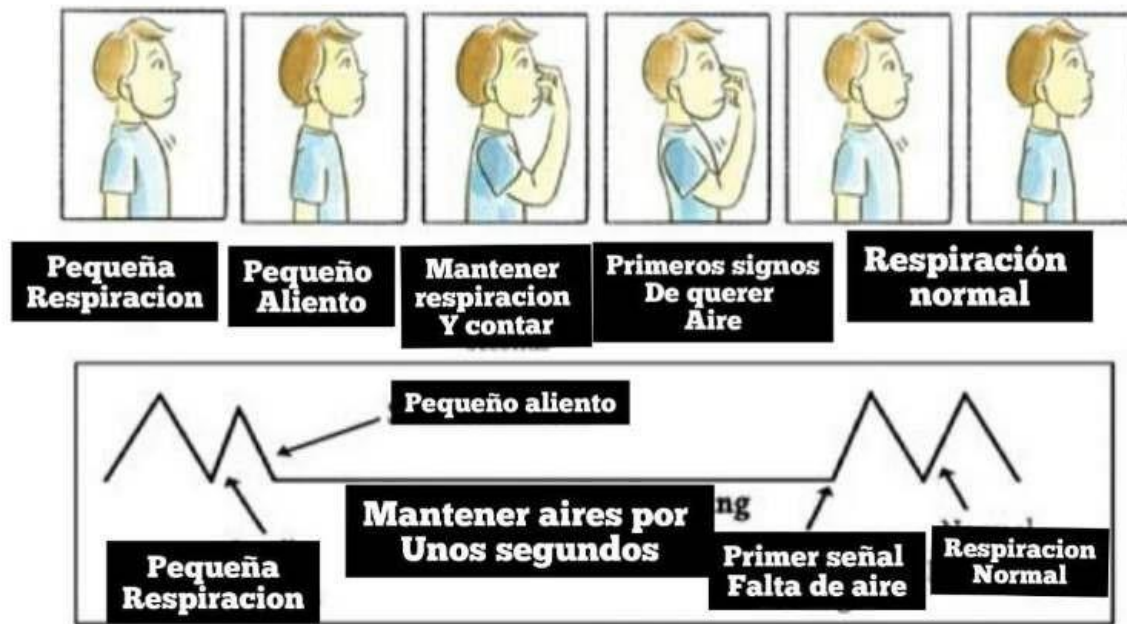 Pequeña
Respiracion
Pequeño
Aliento
Mantener
respiracion
Y contar
Primeros signos
De querer
Aire
Respiración
normal
Pequeño aliento
Mantener aires por
Unos segundos
ing
Pequeña
Respiracion
Primer señal
Falta de aire
Respiracion
Normal